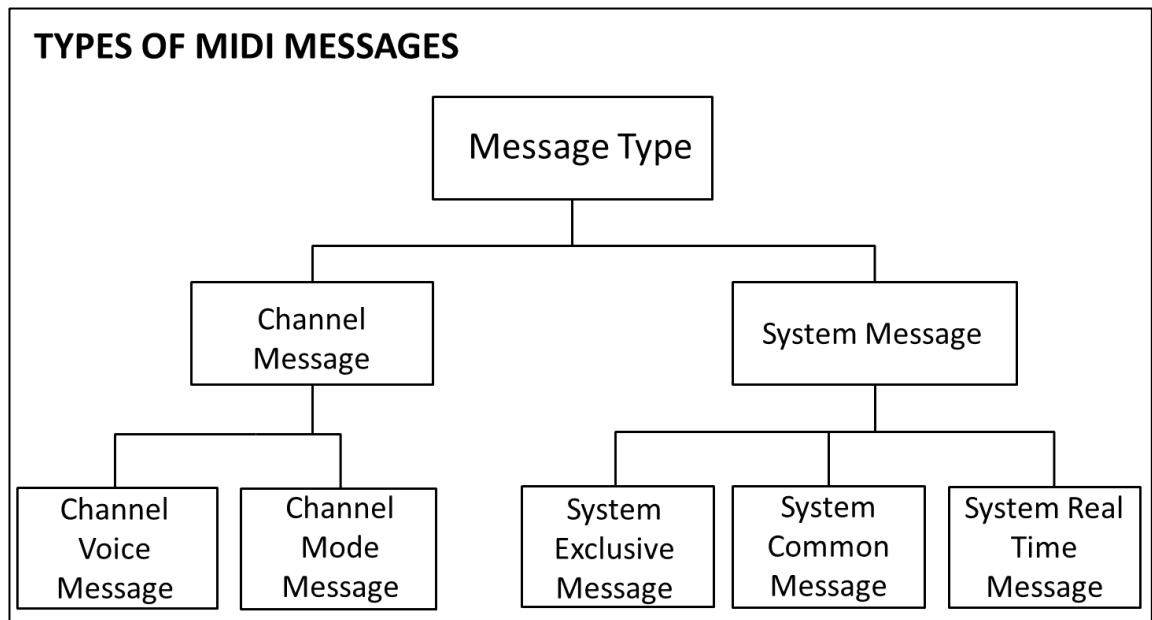 TYPES OF MIDI MESSAGES
Message Type
Channel
Message
System Message
Channel
Voice
Message
Channel
Mode
Message
System
Exclusive
Message
System
Common
Message
System Real
Time
Message